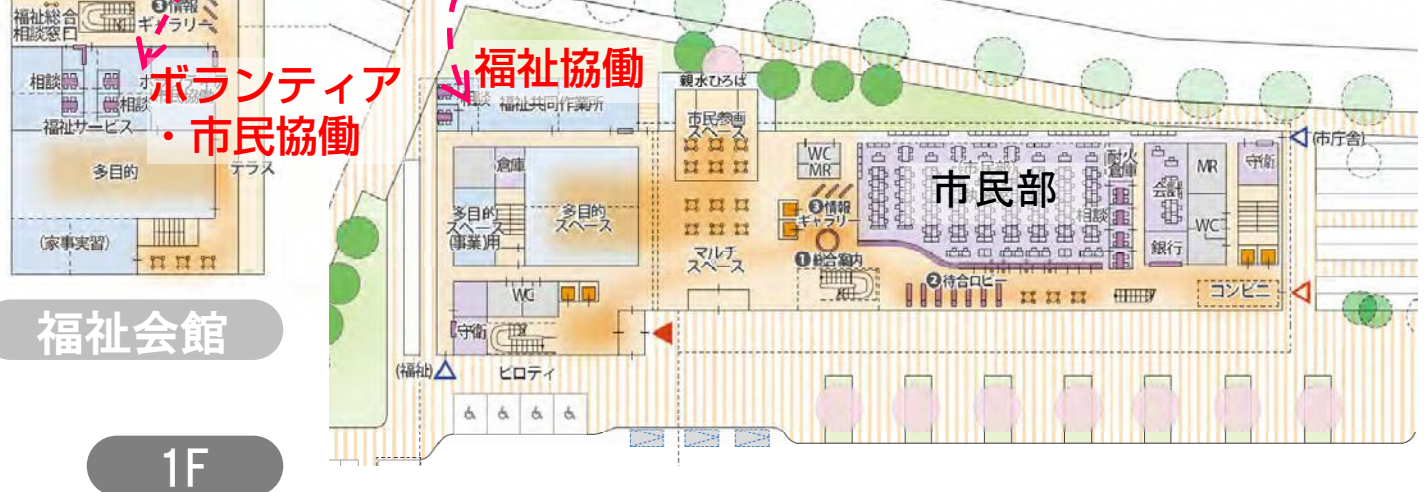 福祉総合
相談窓口
❸情報
ギャラリー
相談
相談
ボランティア
・市民協働
福祉サービス
多目的
テラス
(家事実習)
福祉会館
1F
福祉協働
福祉共同作業所
親水ひろば
市民参画
スペース
倉庫
多目的
スペース
(事業)用
多目的
スペース
マルチ
スペース
WC
守衛
(福祉)
ピロティ
WC
MR
❸情報
ギャラリー
❶総合案内
❷待合ロビー
市民部
相談
耐火
倉庫
会計
銀行
MR
WC
守衛
コンビニ
(市庁舎)